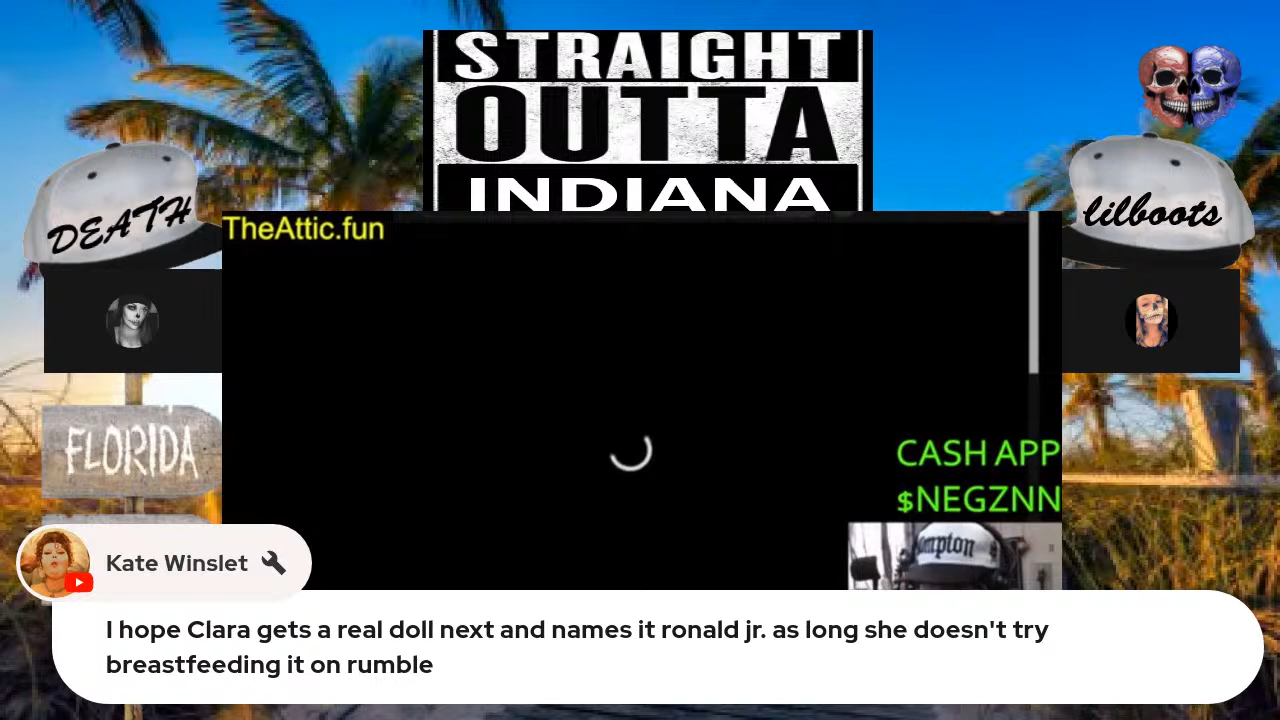 STRAIGHT
OUTTA
INDIANA
DEATH
lilboots
TheAttic.fun
FLORIDA
CASH APP
$NEGZNN
Compton
Kate Winslet
I hope Clara gets a real doll next and names it ronald jr. as long she doesn't try
breastfeeding it on rumble